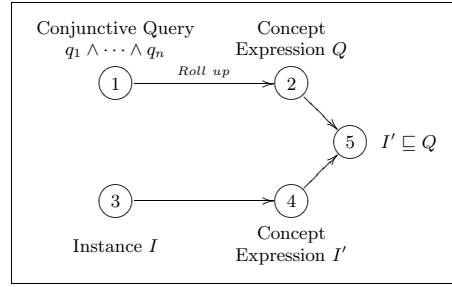 Conjunctive Query
q₁ ∧ ⋯ ∧ qₙ
Concept
Expression Q
1
Roll up
2
5
I′ ⊑ Q
3
4
Instance I
Concept
Expression I′